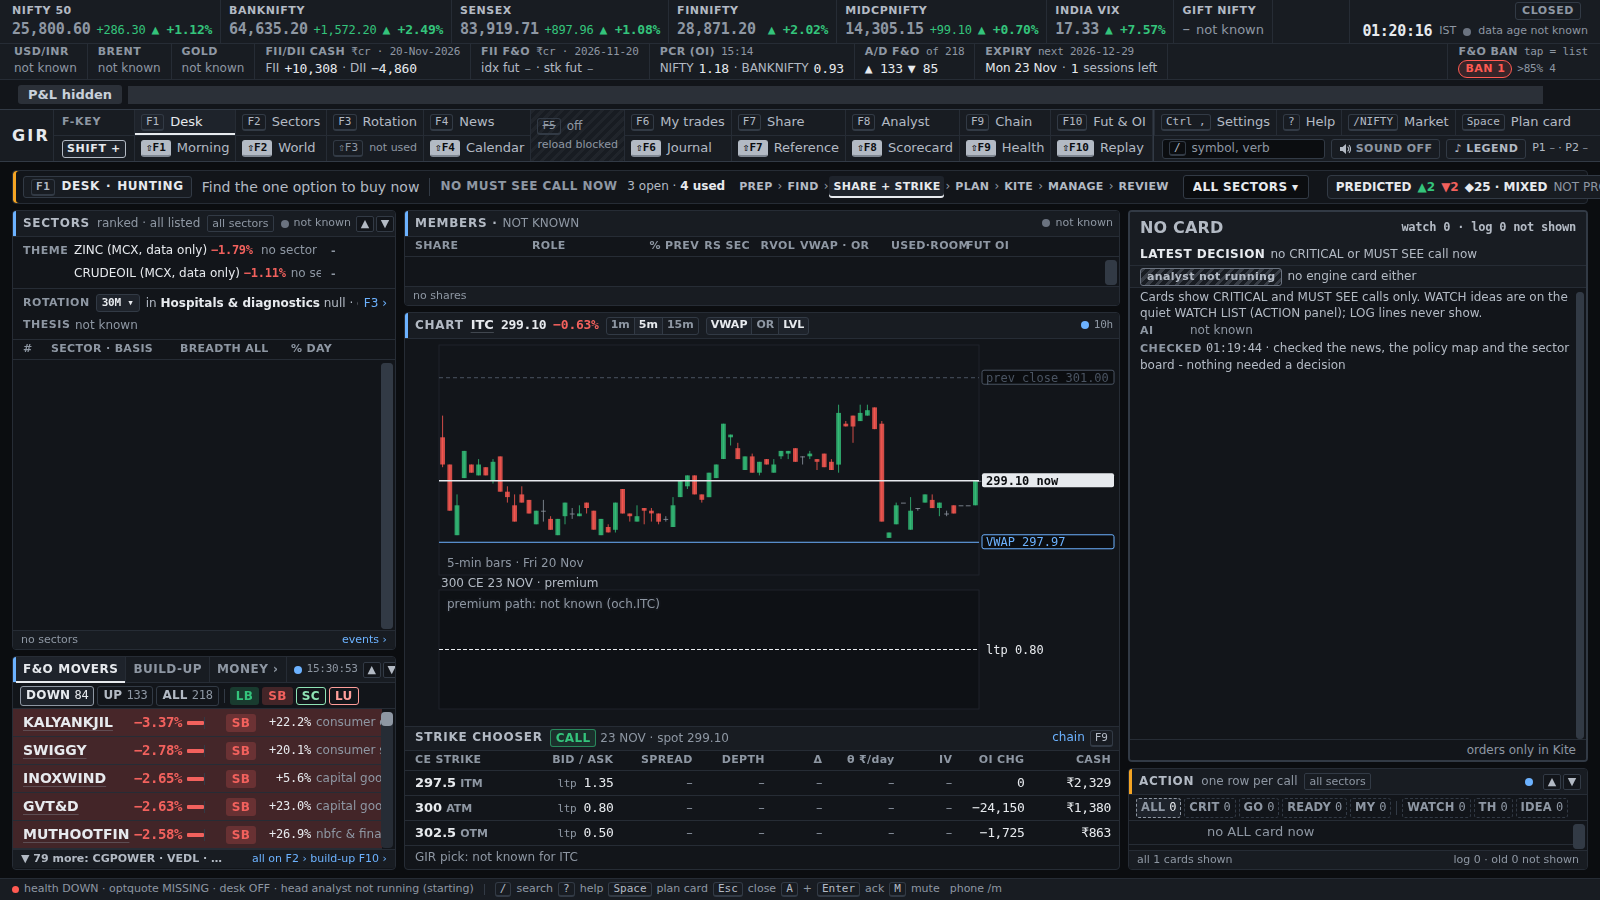 NIFTY 50
25,800.60 +286.30 ▲ +1.12%
BANKNIFTY
64,635.20 +1,572.20 ▲ +2.49%
SENSEX
83,919.71 +897.96 ▲ +1.08%
FINNIFTY
28,871.20 ▲ +2.02%
MIDCPNIFTY
14,305.15 +99.10 ▲ +0.70%
INDIA VIX
17.33 ▲ +7.57%
GIFT NIFTY
– not known
CLOSED
01:20:16 IST data age not known
USD/INR
not known
BRENT
not known
GOLD
not known
FII/DII CASH ₹cr · 20-Nov-2026
FII +10,308 · DII −4,860
FII F&O ₹cr · 2026-11-20
idx fut – · stk fut –
PCR (OI) 15:14
NIFTY 1.18 · BANKNIFTY 0.93
A/D F&O of 218
▲ 133 ▼ 85
EXPIRY next 2026-12-29
Mon 23 Nov · 1 sessions left
F&O BAN tap = list
BAN 1 >85% 4
P&L hidden
GIR
F-KEY
F1 Desk
F2 Sectors
F3 Rotation
F4 News
F5 off
reload blocked
F6 My trades
F7 Share
F8 Analyst
F9 Chain
F10 Fut & OI
Ctrl , Settings
? Help
/NIFTY Market
Space Plan card
SHIFT +
⇧F1 Morning
⇧F2 World
⇧F3 not used
⇧F4 Calendar
⇧F6 Journal
⇧F7 Reference
⇧F8 Scorecard
⇧F9 Health
⇧F10 Replay
/ symbol, verb
SOUND OFF
♪ LEGEND
P1 – · P2 –
F1 DESK · HUNTING
Find the one option to buy now
NO MUST SEE CALL NOW
3 open · 4 used
PREP › FIND › SHARE + STRIKE › PLAN › KITE › MANAGE › REVIEW
ALL SECTORS ▾
PREDICTED ▲2 ▼2 ◆25 · MIXED
SECTORS ranked · all listed all sectors not known ▲ ▼
THEME ZINC (MCX, data only) −1.79% no sector -
CRUDEOIL (MCX, data only) −1.11% -
ROTATION 30M ▾ in Hospitals & diagnostics null · F3 ›
THESIS not known
# SECTOR · BASIS BREADTH ALL % DAY
no sectors
events ›
F&O MOVERS BUILD-UP MONEY › 15:30:53 ▲ ▼
DOWN 84 UP 133 ALL 218 LB SB SC LU
KALYANKJIL −3.37% SB +22.2% consumer
SWIGGY −2.78% SB +20.1% consumer
INOXWIND −2.65% SB +5.6% capital
GVT&D −2.63% SB +23.0% capital
MUTHOOTFIN −2.58% SB +26.9% nbfc &
▼ 79 more: CGPOWER · VEDL · …
all on F2 › build-up F10 ›
MEMBERS · NOT KNOWN
not known
SHARE ROLE % PREV RS SEC RVOL VWAP · OR USED·ROOM FUT OI
no shares
CHART ITC 299.10 −0.63% 1m 5m 15m VWAP OR LVL
10h
prev close 301.00
299.10 now
VWAP 297.97
5-min bars · Fri 20 Nov
300 CE 23 NOV · premium
premium path: not known (och.ITC)
ltp 0.80
STRIKE CHOOSER CALL 23 NOV · spot 299.10
chain F9
CE STRIKE BID / ASK SPREAD DEPTH Δ θ ₹/day IV OI CHG CASH
297.5 ITM ltp 1.35 – – – – – 0 ₹2,329
300 ATM ltp 0.80 – – – – – −24,150 ₹1,380
302.5 OTM ltp 0.50 – – – – – −1,725 ₹863
GIR pick: not known for ITC
NO CARD
watch 0 · log 0 not shown
LATEST DECISION no CRITICAL or MUST SEE call now
analyst not running no engine card either
Cards show CRITICAL and MUST SEE calls only. WATCH ideas are on the
quiet WATCH LIST (ACTION panel); LOG lines never show.
AI not known
CHECKED 01:19:44 · checked the news, the policy map and the sector
board - nothing needed a decision
orders only in Kite
ACTION one row per call all sectors ▲ ▼
ALL 0 CRIT 0 GO 0 READY 0 MY 0 WATCH 0 TH 0 IDEA 0
no ALL card now
all 1 cards shown
log 0 · old 0 not shown
health DOWN · optquote MISSING · desk OFF · head analyst not running (starting)
/ search ? help Space plan card Esc close A + Enter ack M mute phone /m